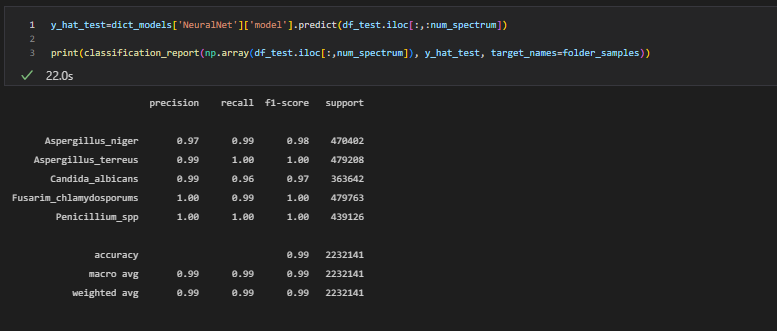 1 y_hat_test=dict_models['NeuralNet']['model'].predict(df_test.iloc[:,:num_spectrum])
2
3 print(classification_report(np.array(df_test.iloc[:,num_spectrum]), y_hat_test, target_names=folder_samples))
✓ 22.0s
precision recall f1-score support
Aspergillus_niger 0.97 0.99 0.98 470402
Aspergillus_terreus 0.99 1.00 1.00 479208
Candida_albicans 0.99 0.96 0.97 363642
Fusarim_chlamydosporums 1.00 0.99 1.00 479763
Penicillium_spp 1.00 1.00 1.00 439126
accuracy 0.99 2232141
macro avg 0.99 0.99 0.99 2232141
weighted avg 0.99 0.99 0.99 2232141